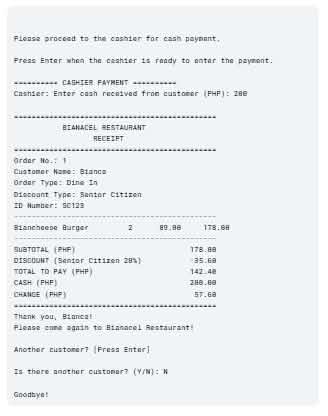 Please proceed to the cashier for cash payment.
Press Enter when the cashier is ready to enter the payment.
========== CASHIER PAYMENT ==========
Cashier: Enter cash received from customer (PHP): 200
==============================================
BIANACEL RESTAURANT
RECEIPT
==============================================
Order No.: 1
Customer Name: Bianca
Order Type: Dine In
Discount Type: Senior Citizen
ID Number: SC123
----------------------------------------------
Biancheese Burger 2 89.00 178.00
----------------------------------------------
SUBTOTAL (PHP) 178.00
DISCOUNT (Senior Citizen 20%) -35.60
TOTAL TO PAY (PHP) 142.40
CASH (PHP) 200.00
CHANGE (PHP) 57.60
==============================================
Thank you, Bianca!
Please come again to Bianacel Restaurant!
Another customer? [Press Enter]
Is there another customer? (Y/N): N
Goodbye!